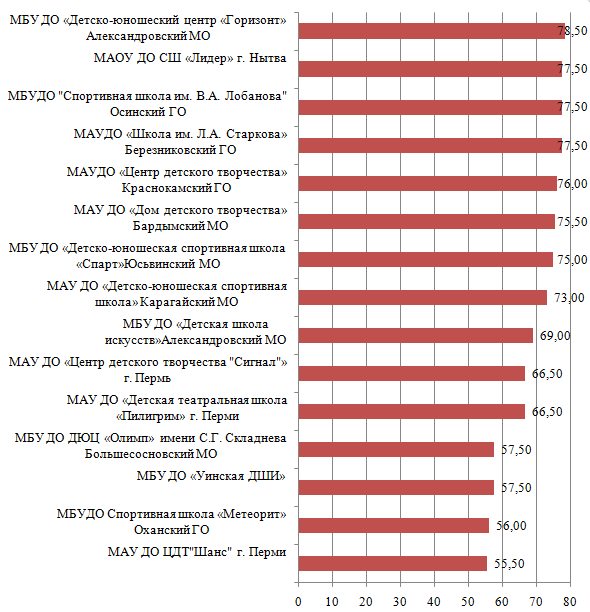 МБУ ДО «Детско-юношеский центр «Горизонт»
Александровский МО
78,50
МАОУ ДО СШ «Лидер» г. Нытва
77,50
МБУДО "Спортивная школа им. В.А. Лобанова"
Осинский ГО
77,50
МАУДО «Школа им. Л.А. Старкова»
Березниковский ГО
77,50
МАУДО «Центр детского творчества»
Краснокамский ГО
76,00
МАУ ДО «Дом детского творчества»
Бардымский МО
75,50
МБУ ДО «Детско-юношеская спортивная школа
«Спарт»Юсьвинский МО
75,00
МАУ ДО «Детско-юношеская спортивная
школа» Карагайский МО
73,00
МБУ ДО «Детская школа
искусств»Александровский МО
69,00
МАУ ДО «Центр детского творчества "Сигнал"»
г. Пермь
66,50
МАУ ДО «Детская театральная школа
«Пилигрим» г. Перми
66,50
МБУ ДО ДЮЦ «Олимп» имени С.Г. Складнева
Большесосновский МО
57,50
МБУ ДО «Уинская ДШИ»
57,50
МБУДО Спортивная школа «Метеорит»
Оханский ГО
56,00
МАУ ДО ЦДТ"Шанс" г. Перми
55,50
0 10 20 30 40 50 60 70 80